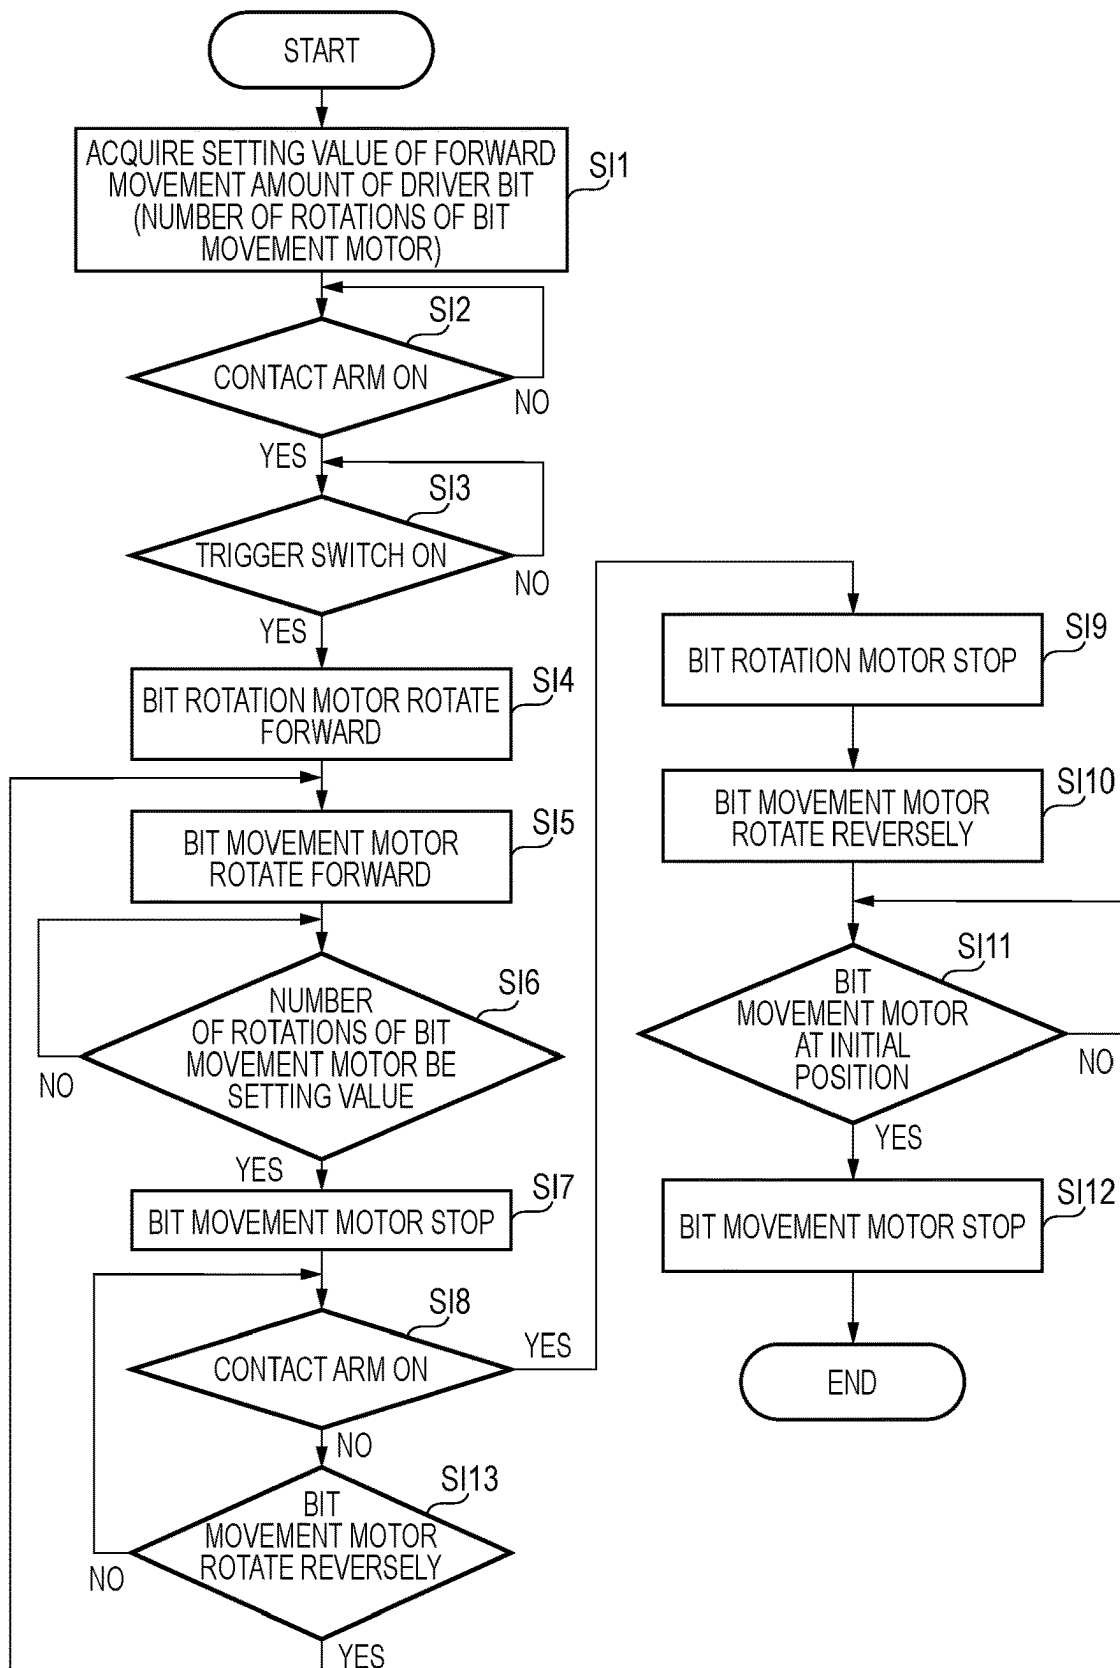 START
ACQUIRE SETTING VALUE OF FORWARD
MOVEMENT AMOUNT OF DRIVER BIT
(NUMBER OF ROTATIONS OF BIT
MOVEMENT MOTOR)
SI1
SI2
CONTACT ARM ON
NO
YES
SI3
TRIGGER SWITCH ON
NO
YES
SI4
BIT ROTATION MOTOR ROTATE
FORWARD
SI5
BIT MOVEMENT MOTOR
ROTATE FORWARD
SI6
NUMBER
OF ROTATIONS OF BIT
MOVEMENT MOTOR BE
SETTING VALUE
NO
YES
SI7
BIT MOVEMENT MOTOR STOP
SI8
CONTACT ARM ON
YES
NO
SI13
BIT
MOVEMENT MOTOR
ROTATE REVERSELY
NO
YES
SI9
BIT ROTATION MOTOR STOP
SI10
BIT MOVEMENT MOTOR
ROTATE REVERSELY
SI11
BIT
MOVEMENT MOTOR
AT INITIAL
POSITION
NO
YES
SI12
BIT MOVEMENT MOTOR STOP
END